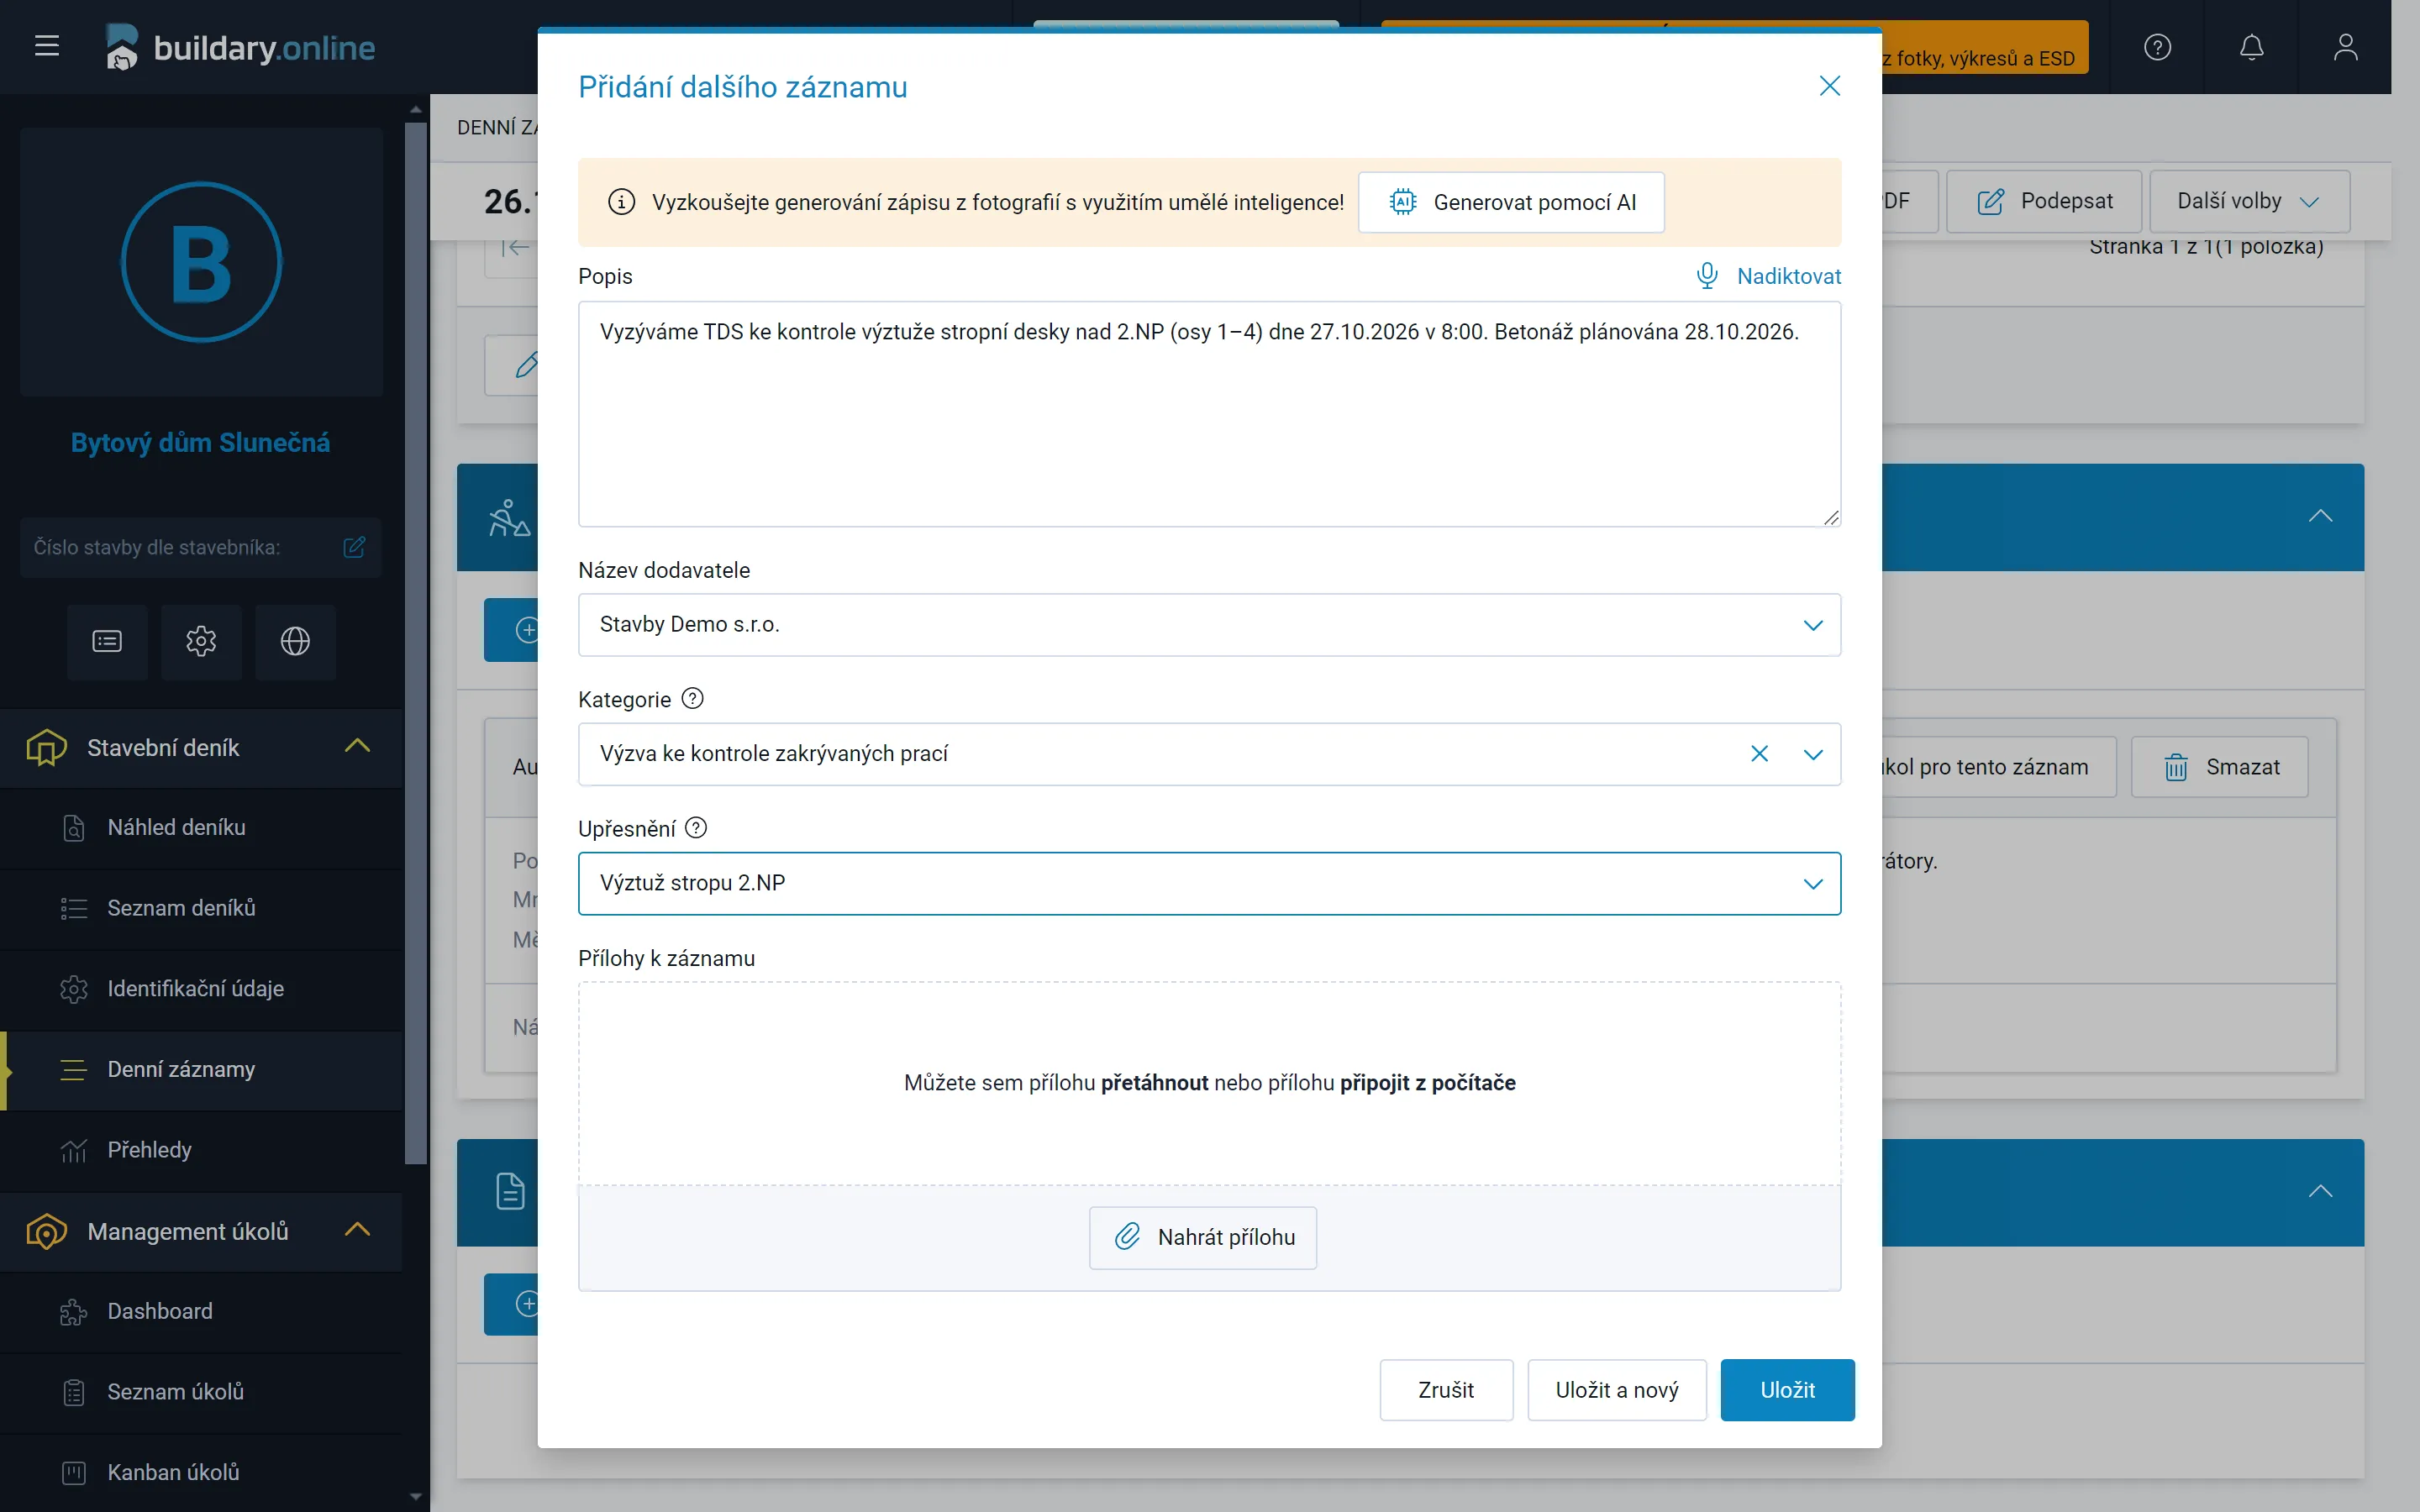 buildary.online
z fotky, výkresů a ESD
Přidání dalšího záznamu
DENNÍ
26.
Vyzkoušejte generování zápisu z fotografií s využitím umělé inteligence!
Generovat pomocí AI
Podepsat
Další volby
Stránka 1 z 1(1 položka)
Popis
Nadiktovat
Vyzýváme TDS ke kontrole výztuže stropní desky nad 2.NP (osy 1–4) dne 27.10.2026 v 8:00. Betonáž plánována 28.10.2026.
B
Bytový dům Slunečná
Číslo stavby dle stavebníka:
Název dodavatele
Stavby Demo s.r.o.
Kategorie
Výzva ke kontrole zakrývaných prací
pro tento záznam
Smazat
Upřesnění
Výztuž stropu 2.NP
Přílohy k záznamu
Můžete sem přílohu přetáhnout nebo přílohu připojit z počítače
Nahrát přílohu
Zrušit
Uložit a nový
Uložit
Stavební deník
Náhled deníku
Seznam deníků
Identifikační údaje
Denní záznamy
Přehledy
Management úkolů
Dashboard
Seznam úkolů
Kanban úkolů